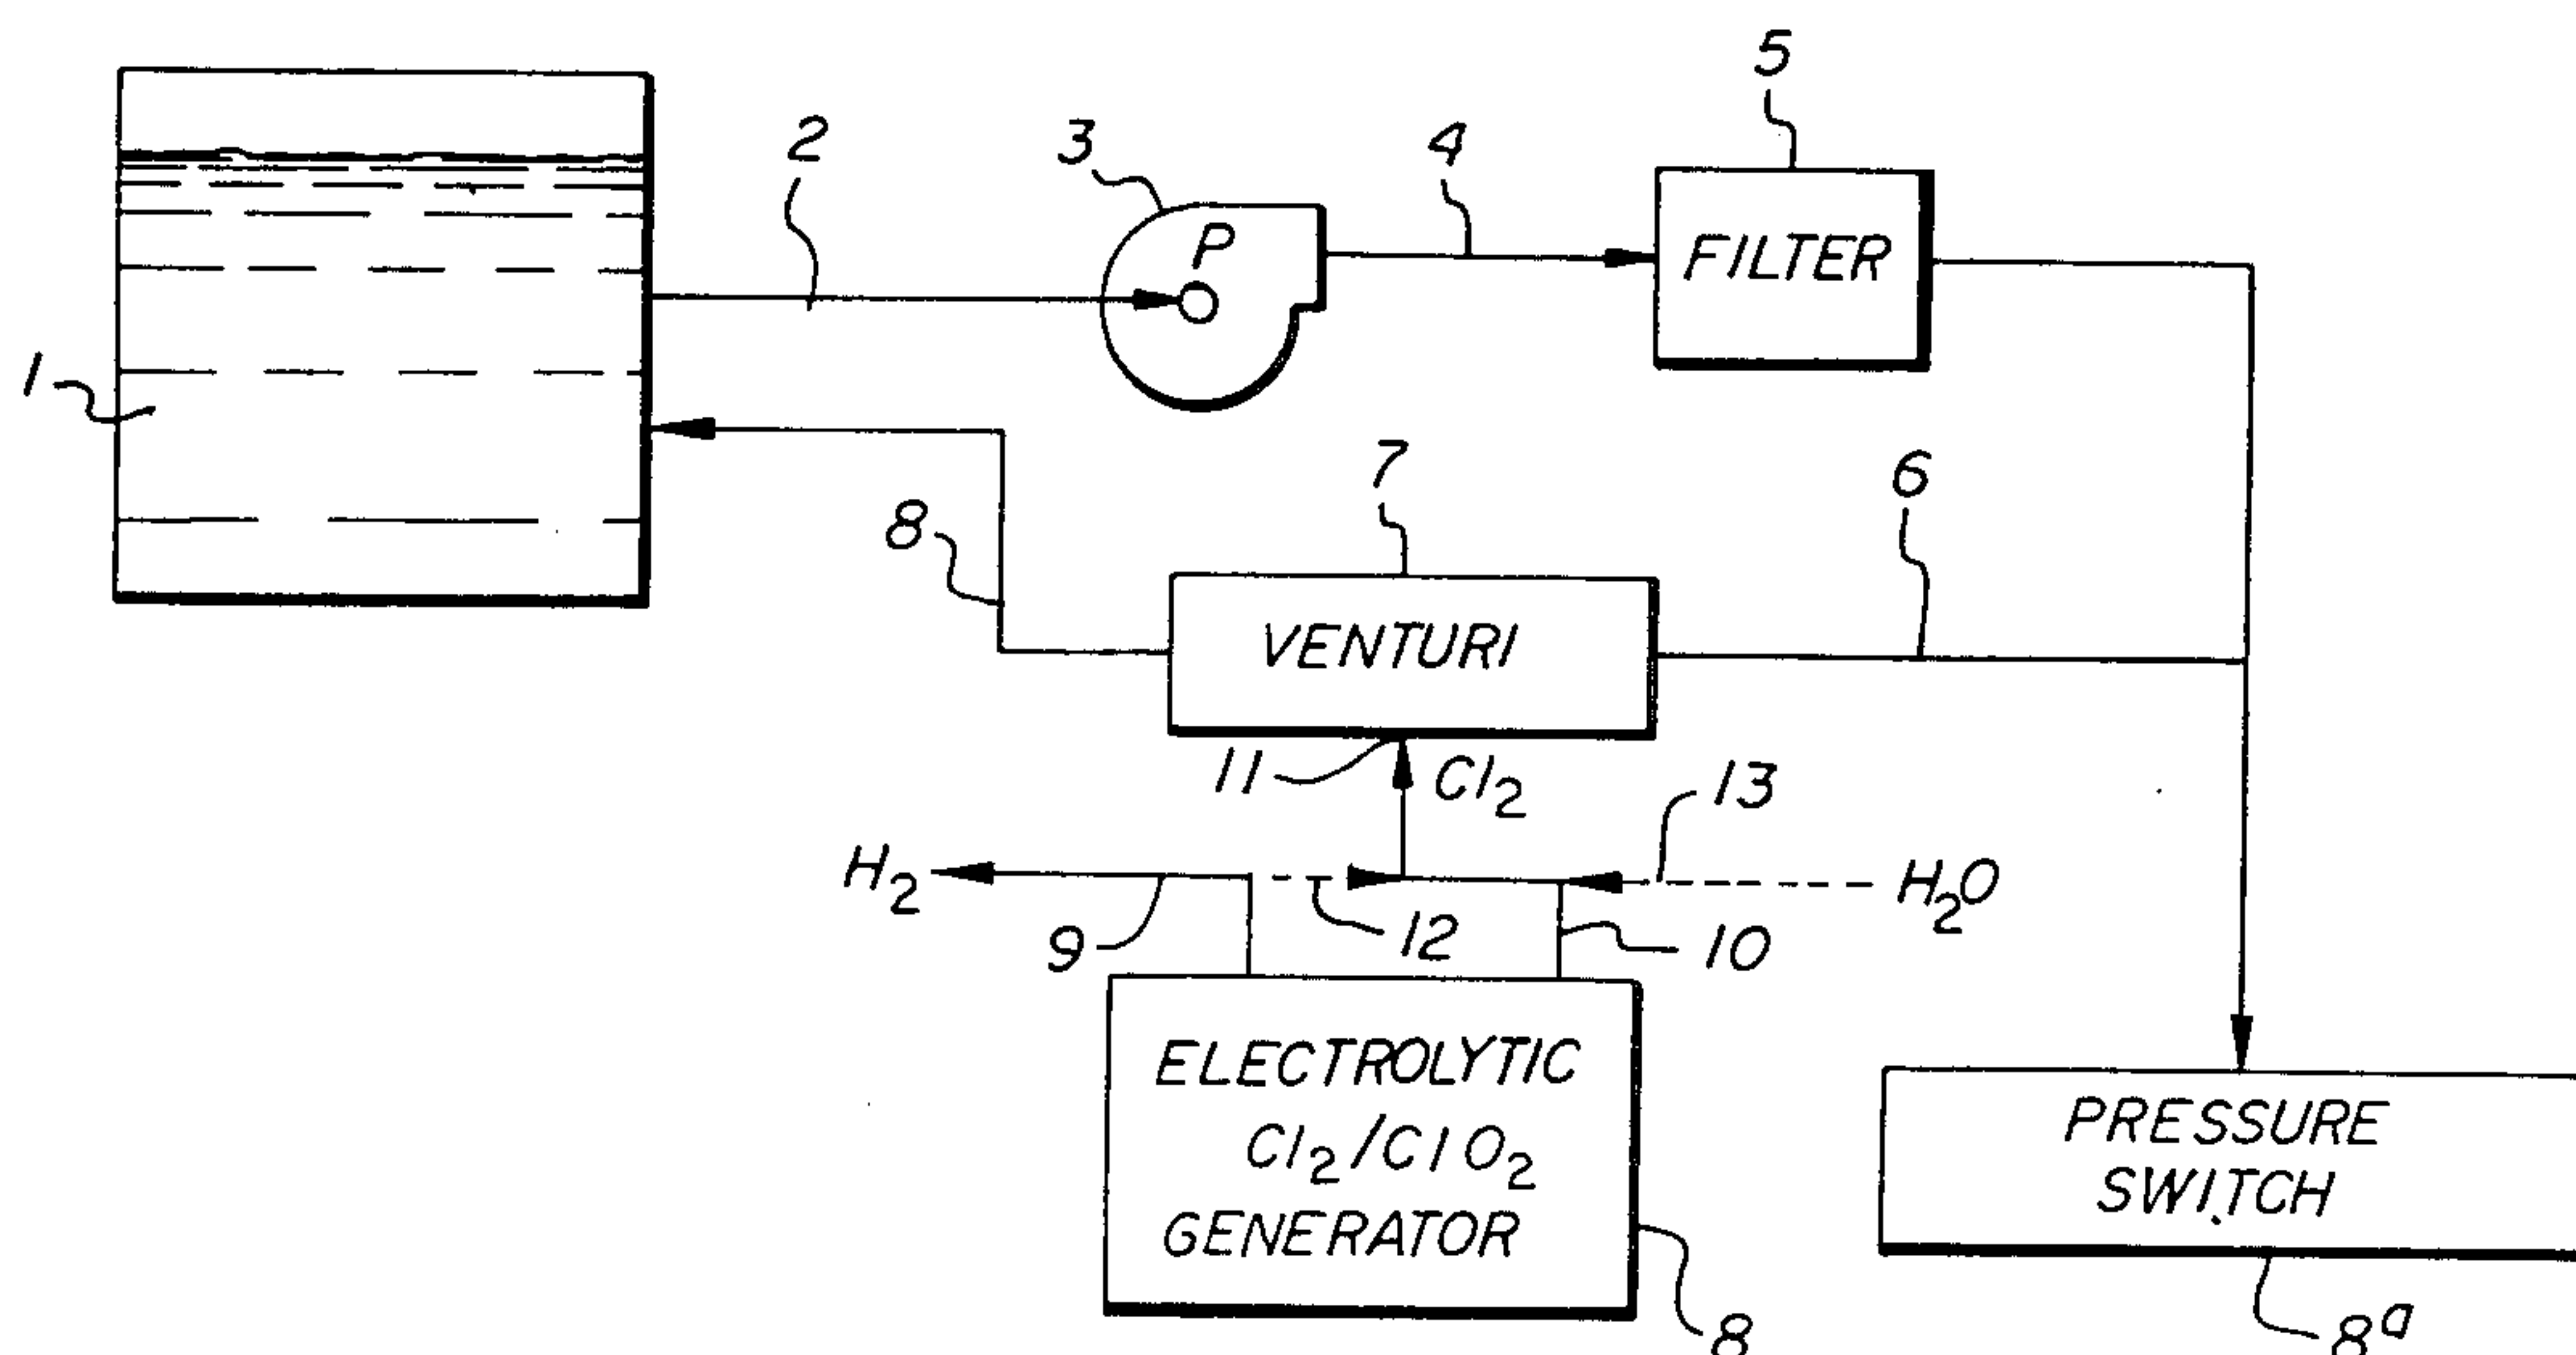 5
2
3
4
P
FILTER
1
7
6
8
VENTURI
11
Cl2
13
H2
H2O
9
12
10
ELECTROLYTIC
Cl2/ClO2
GENERATOR
PRESSURE
SWITCH
8
8a